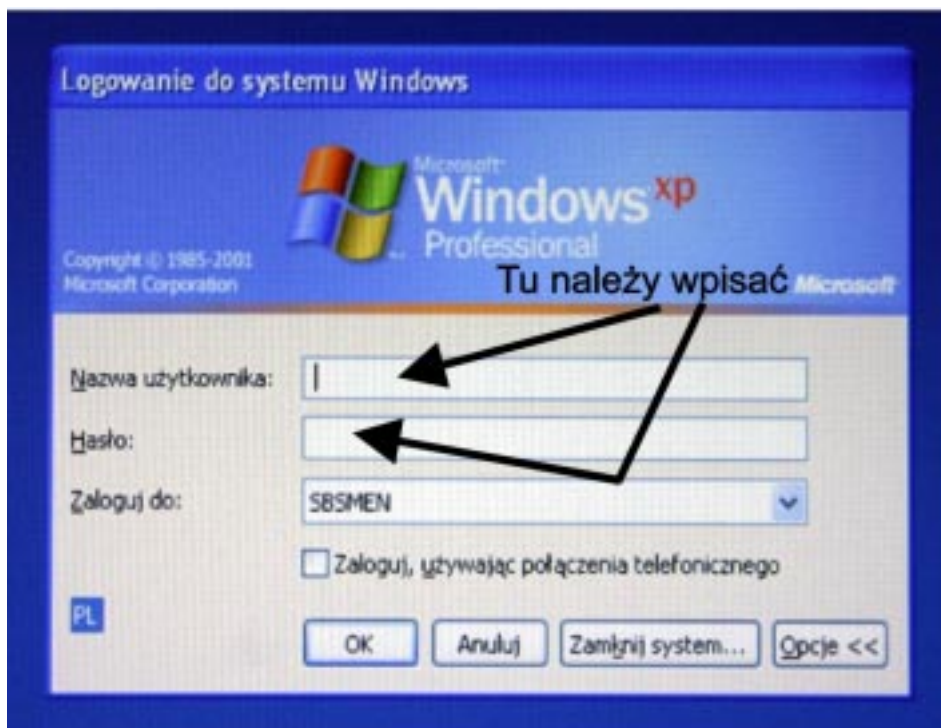 Logowanie do systemu Windows
Microsoft
Windows xp
Professional
Copyright © 1985-2001
Microsoft Corporation
Tu należy wpisać
Microsoft
Nazwa użytkownika:
Hasło:
Zaloguj do: SBSMEN
Zaloguj, używając połączenia telefonicznego
PL
OK Anuluj Zamknij system... Opcje <<